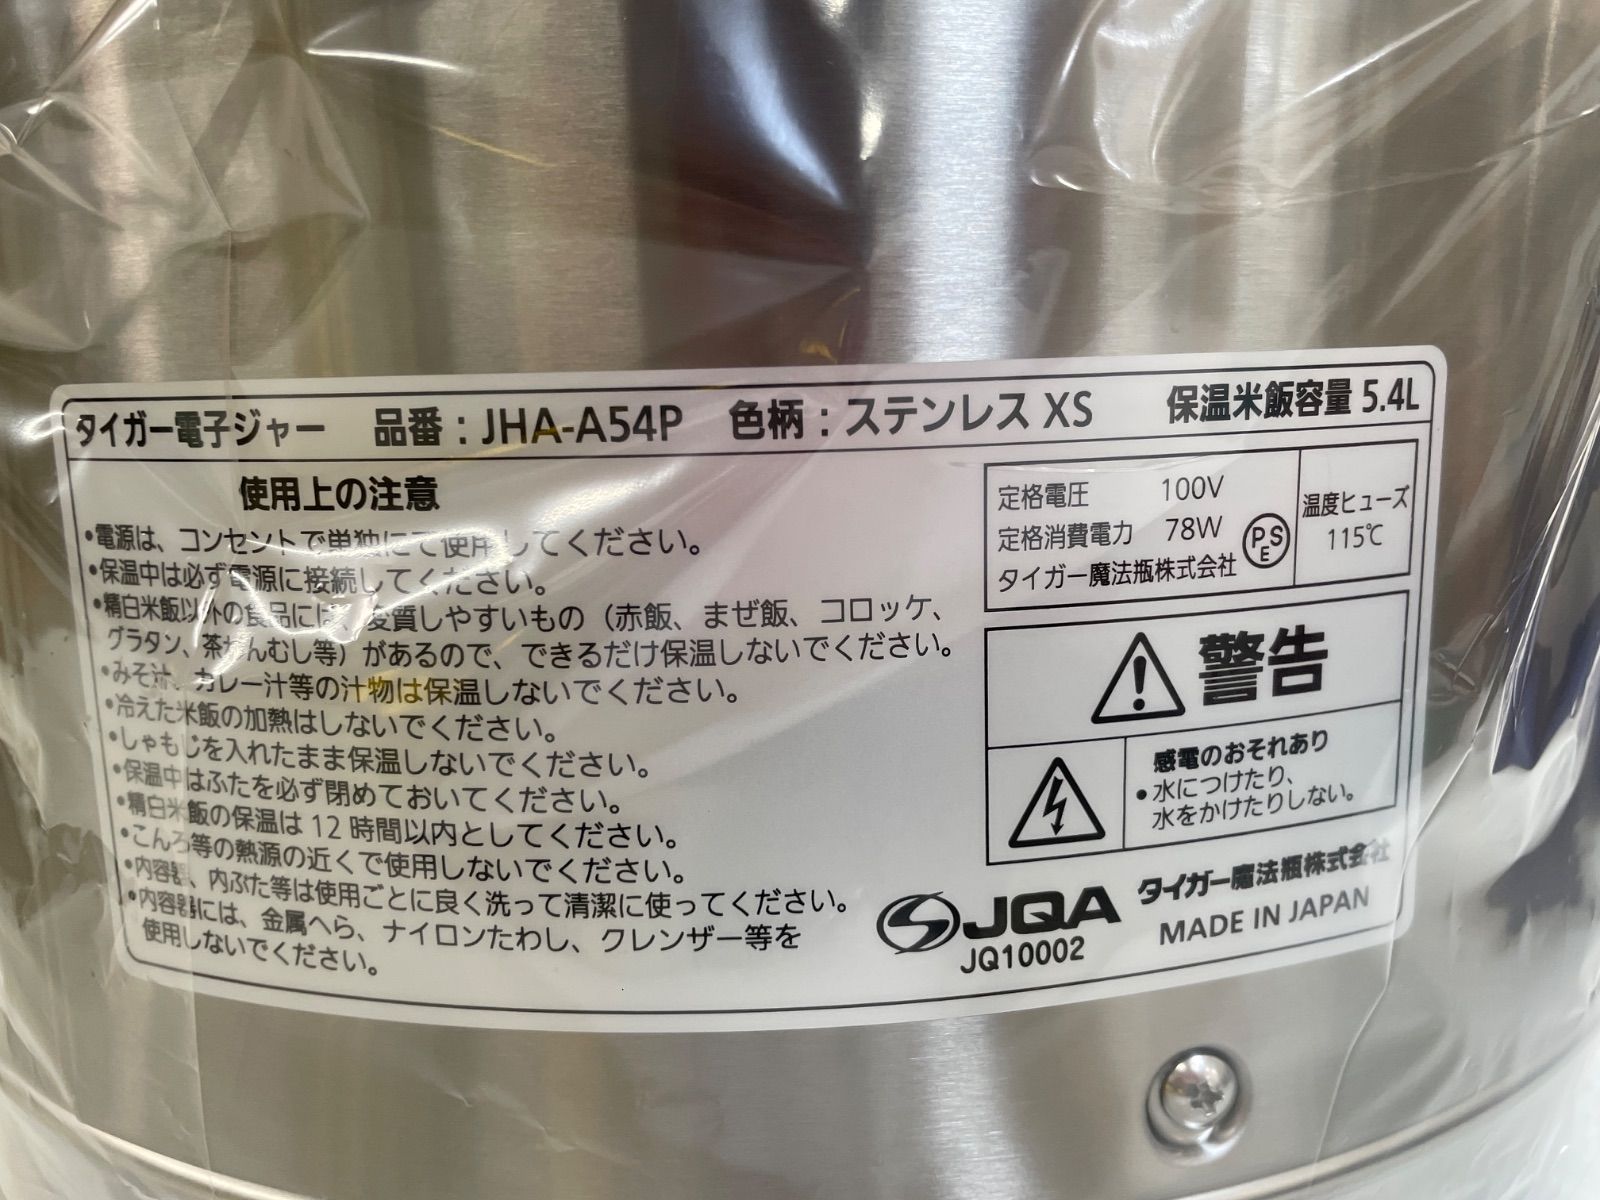 タイガー電子ジャー 品番：JHA-A54P 色柄：ステンレス XS 保温米飯容量 5.4L
使用上の注意
•電源は、コンセントで単独にて使用してください。
•保温中は必ず電源に接続してください。
•精白米飯以外の食品には、変質しやすいもの（赤飯、まぜ飯、コロッケ、
グラタン、茶がんむし等）があるので、できるだけ保温しないでください。
•みそ汁、カレー汁等の汁物は保温しないでください。
•冷えた米飯の加熱はしないでください。
•しゃもじを入れたまま保温しないでください。
•保温中はふたを必ず閉めておいてください。
•精白米飯の保温は 12 時間以内としてください。
•こんろ等の熱源の近くで使用しないでください。
•内容器、内ぶた等は使用ごとに良く洗って清潔に使ってください。
•内容器には、金属へら、ナイロンたわし、クレンザー等を
使用しないでください。
定格電圧 100V
定格消費電力 78W
タイガー魔法瓶株式会社
PSE
温度ヒューズ
115℃
警告
感電のおそれあり
•水につけたり、
水をかけたりしない。
JQA
JQ10002
タイガー魔法瓶株式会社
MADE IN JAPAN